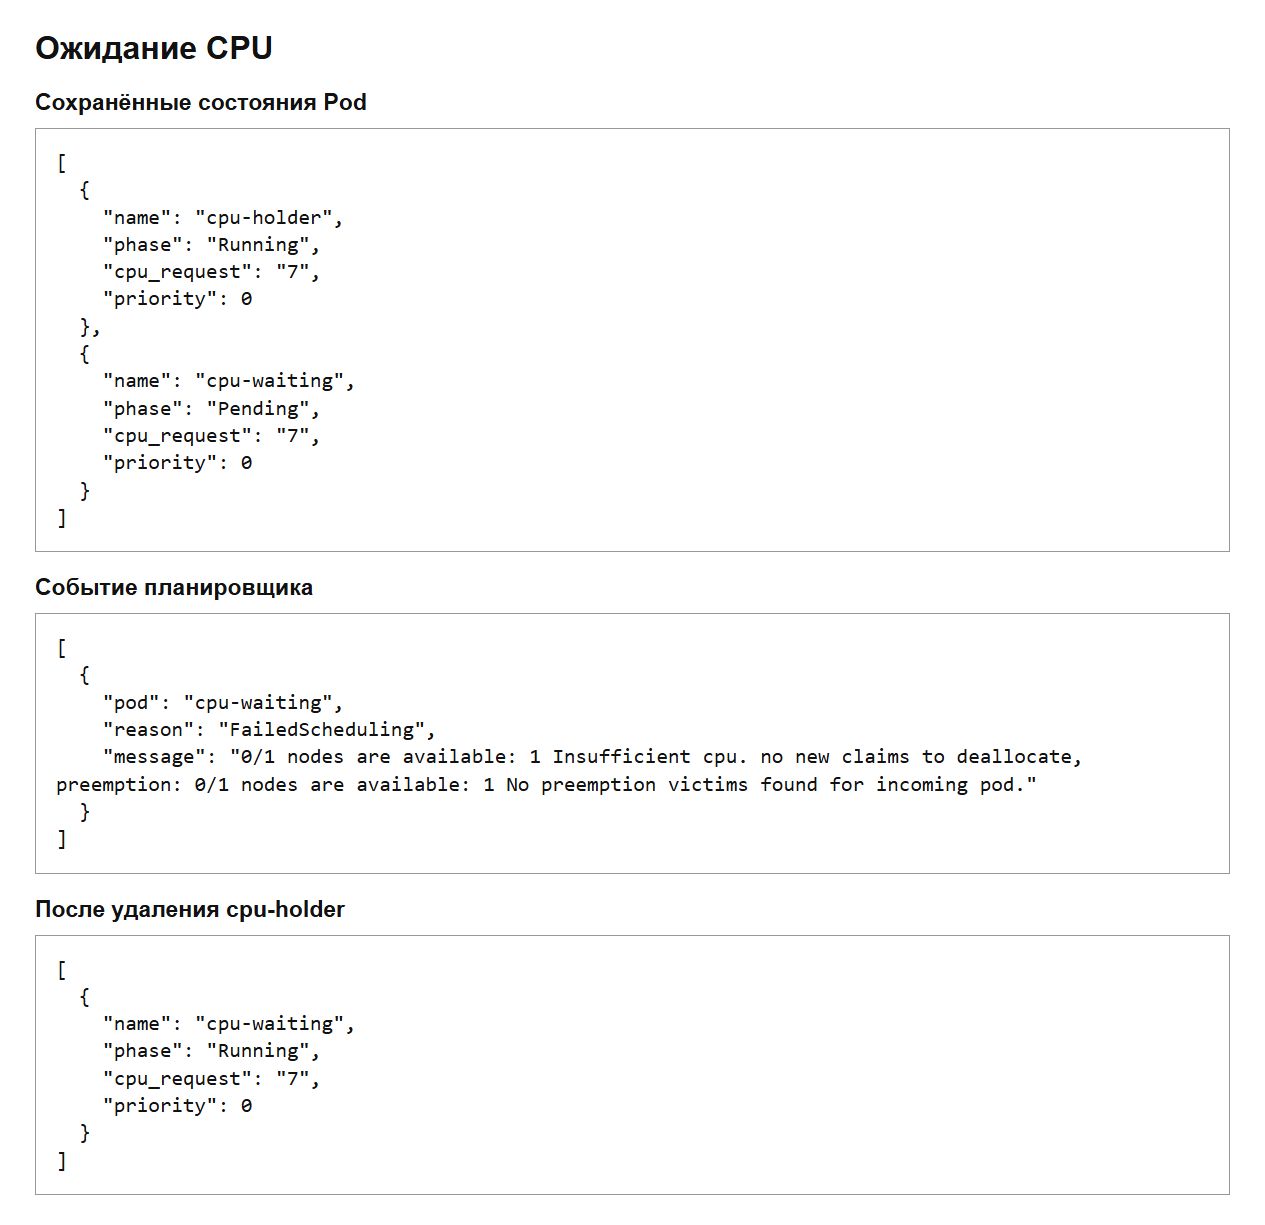 Ожидание CPU
Сохранённые состояния Pod
[
  {
    "name": "cpu-holder",
    "phase": "Running",
    "cpu_request": "7",
    "priority": 0
  },
  {
    "name": "cpu-waiting",
    "phase": "Pending",
    "cpu_request": "7",
    "priority": 0
  }
]
Событие планировщика
[
  {
    "pod": "cpu-waiting",
    "reason": "FailedScheduling",
    "message": "0/1 nodes are available: 1 Insufficient cpu. no new claims to deallocate,
preemption: 0/1 nodes are available: 1 No preemption victims found for incoming pod."
  }
]
После удаления cpu-holder
[
  {
    "name": "cpu-waiting",
    "phase": "Running",
    "cpu_request": "7",
    "priority": 0
  }
]